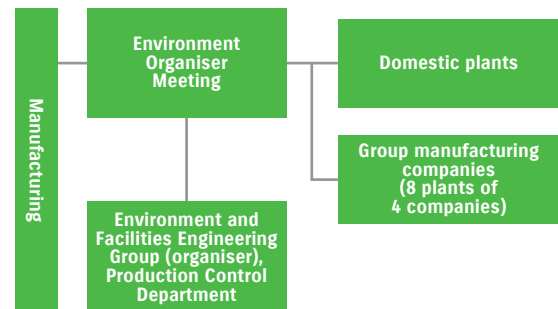 Manufacturing
Environment
Organiser
Meeting
Domestic plants
Group manufacturing
companies
(8 plants of
4 companies)
Environment and
Facilities Engineering
Group (organiser),
Production Control
Department